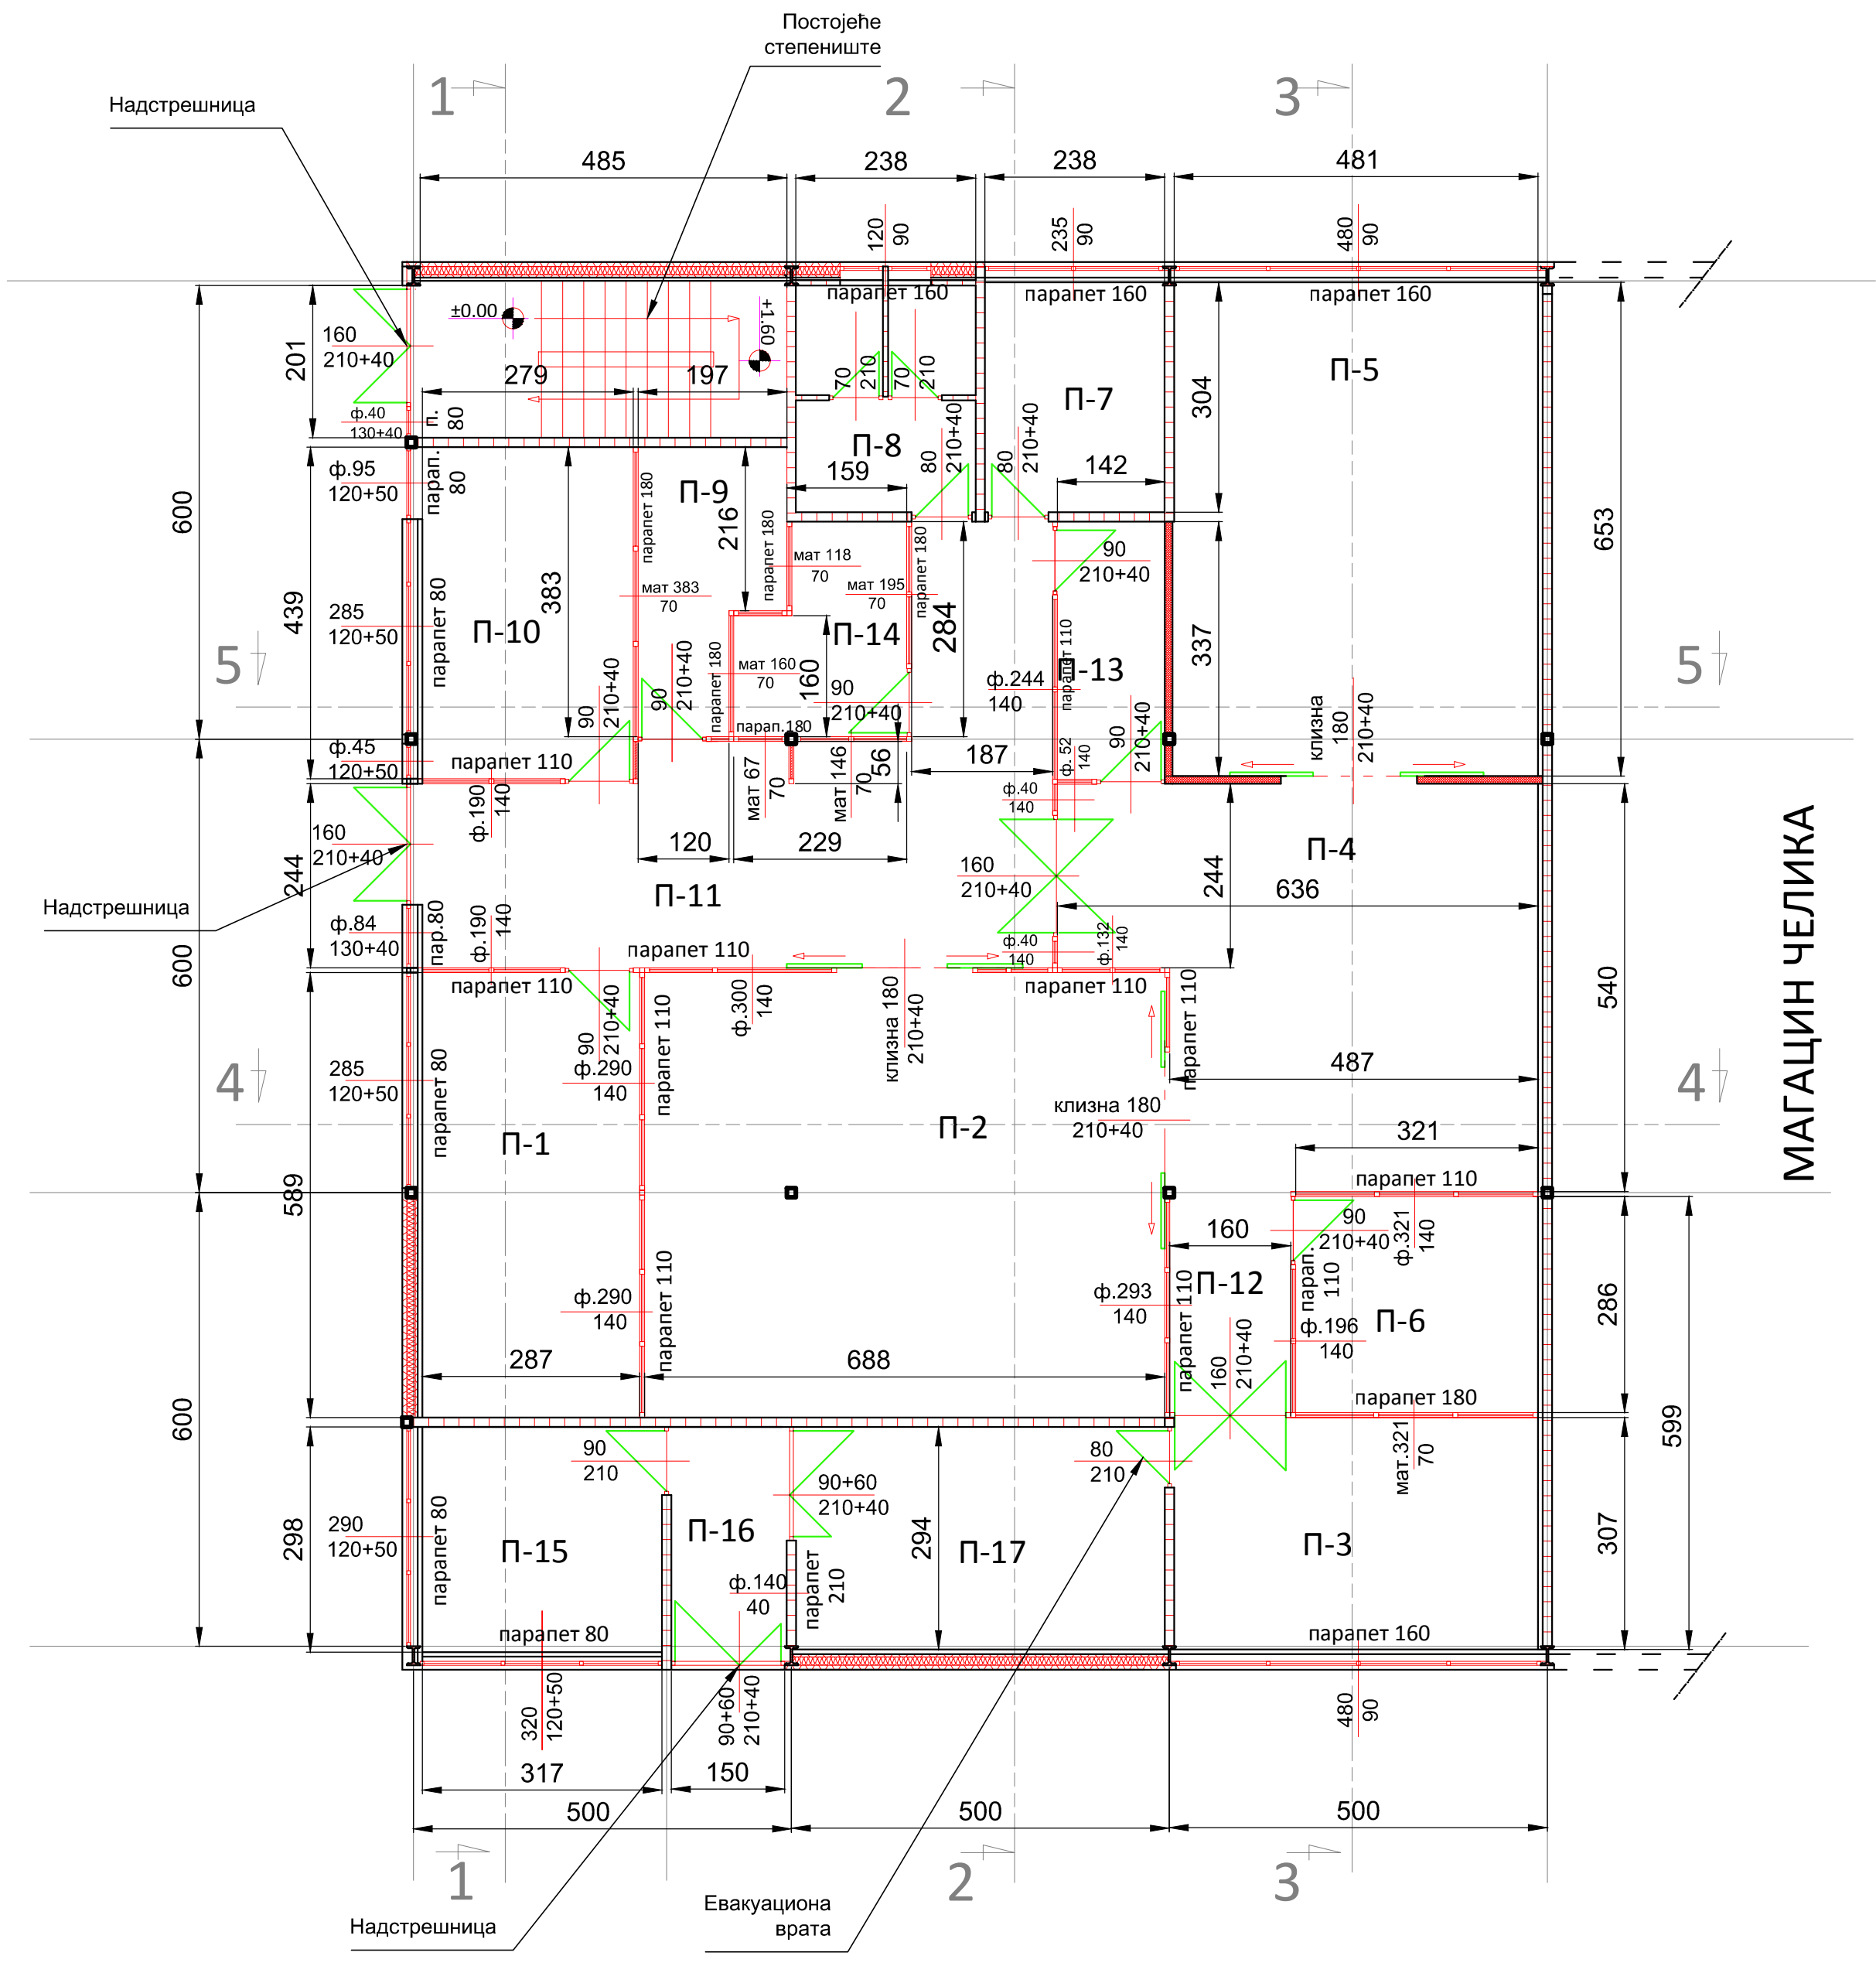 Постојеће
степениште
Надстрешница
1
2
3
485
238
238
481
120
90
235
90
480
90
парапет 160
парапет 160
парапет 160
±0.00
+1.60
160
210+40
201
279
197
70
210
70
210
П-5
П-7
304
ф.40
130+40
п.
80
П-8
80
210+40
80
210+40
ф.95
120+50
парап.
80
П-9
парапет 180
159
142
600
216
парапет 180
653
383
мат 118
70
мат 195
70
парапет 180
90
210+40
439
285
120+50
парапет 80
П-10
мат 383
70
П-14
284
парапет 110
П-13
337
5
5
90
210+40
90
210+40
парапет 180
мат 160
70
160
90
210+40
ф.244
140
клизна
180
210+40
парап.180
ф.45
120+50
парапет 110
56
187
ф. 52
140
90
210+40
ф.190
140
мат 67
70
мат 146
70
ф.40
140
160
210+40
244
120
229
160
210+40
П-4
244
636
МАГАЦИН ЧЕЛИКА
Надстрешница
П-11
ф.84
130+40
пар.80
ф.190
140
парапет 110
ф.40
140
ф.132
140
600
парапет 110
парапет 110
парапет 110
540
90
210+40
ф.300
140
клизна 180
210+40
4
4
285
120+50
парапет 80
ф.290
140
парапет 110
487
клизна 180
210+40
П-1
П-2
321
589
парапет 110
160
90
210+40
ф.321
140
П-12
парап.
110
286
ф.290
140
парапет 110
ф.293
140
парапет 110
П-6
ф.196
140
287
688
160
210+40
парапет 180
600
599
90
210
90+60
210+40
80
210
мат.321
70
298
290
120+50
парапет 80
П-15
П-16
294
П-17
П-3
307
парапет
210
ф.140
40
парапет 80
парапет 160
320
120+50
90+60
210+40
480
90
317
150
500
500
500
1
2
3
Надстрешница
Евакуациона
врата